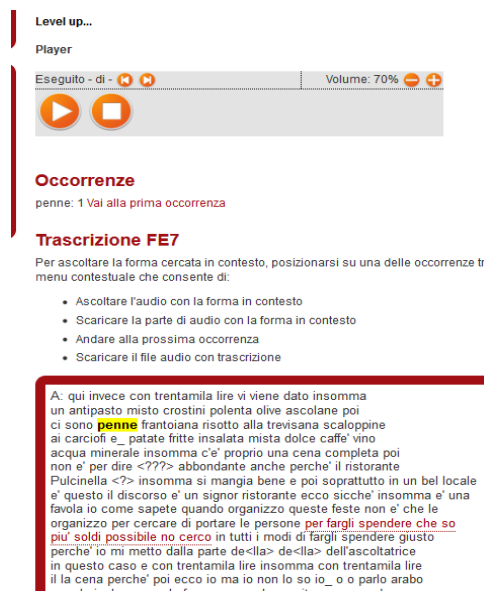 Level up...
Player
Eseguito - di -
Volume: 70%
Occorrenze
penne: 1 Vai alla prima occorrenza
Trascrizione FE7
Per ascoltare la forma cercata in contesto, posizionarsi su una delle occorrenze
menu contestuale che consente di:
• Ascoltare l'audio con la forma in contesto
• Scaricare la parte di audio con la forma in contesto
• Andare alla prossima occorrenza
• Scaricare il file audio con trascrizione
A: qui invece con trentamila lire vi viene dato insomma
un antipasto misto crostini polenta olive ascolane poi
ci sono penne frantoiana risotto alla trevisana scaloppine
ai carciofi e_ patate fritte insalata mista dolce caffe' vino
acqua minerale insomma c'e' proprio una cena completa poi
non e' per dire <???> abbondante anche perche' il ristorante
Pulcinella <?> insomma si mangia bene e poi soprattutto in un bel locale
e' questo il discorso e' un signor ristorante ecco sicche' insomma e' una
favola io come sapete quando organizzo queste feste non e' che le
organizzo per cercare di portare le persone per fargli spendere che so
piu' soldi possibile no cerco in tutti i modi di fargli spendere giusto
perche' io mi metto dalla parte de<lla> de<lla> dell'ascoltatrice
in questo caso e con trentamila lire insomma con trentamila lire
il la cena perche' poi ecco io ma io non lo so io_ o o parlo arabo